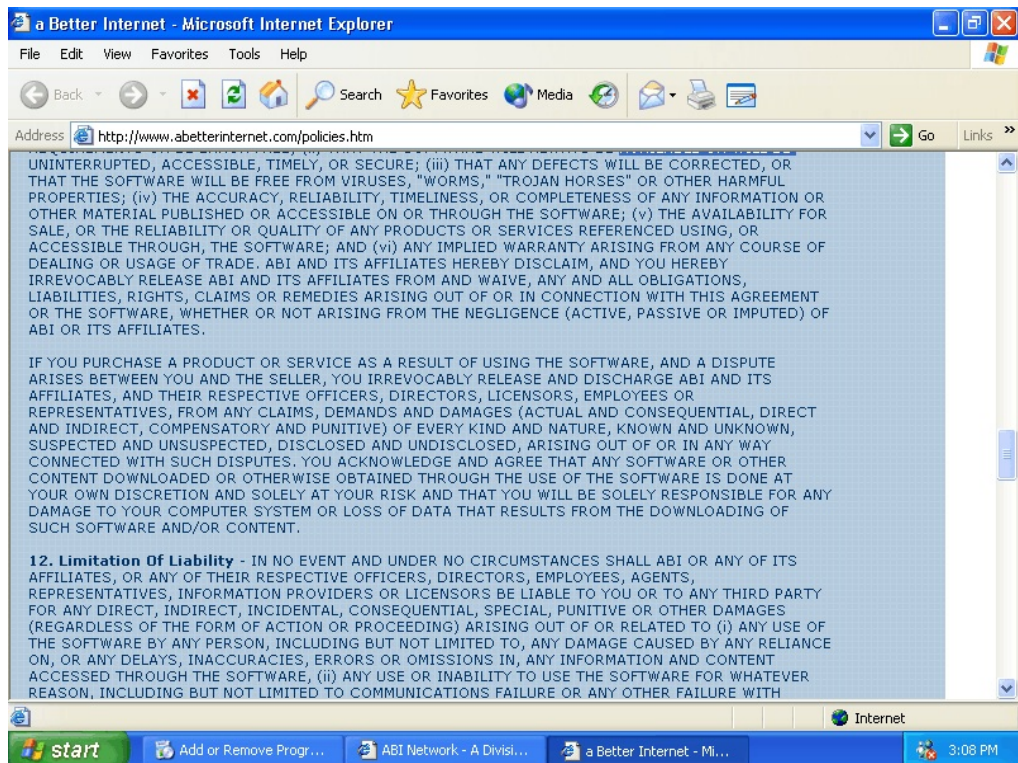 a Better Internet - Microsoft Internet Explorer
File Edit View Favorites Tools Help
Back Search Favorites Media
Address http://www.abetterinternet.com/policies.htm Go Links »
UNINTERRUPTED, ACCESSIBLE, TIMELY, OR SECURE; (iii) THAT ANY DEFECTS WILL BE CORRECTED, OR
THAT THE SOFTWARE WILL BE FREE FROM VIRUSES, "WORMS," "TROJAN HORSES" OR OTHER HARMFUL
PROPERTIES; (iv) THE ACCURACY, RELIABILITY, TIMELINESS, OR COMPLETENESS OF ANY INFORMATION OR
OTHER MATERIAL PUBLISHED OR ACCESSIBLE ON OR THROUGH THE SOFTWARE; (v) THE AVAILABILITY FOR
SALE, OR THE RELIABILITY OR QUALITY OF ANY PRODUCTS OR SERVICES REFERENCED USING, OR
ACCESSIBLE THROUGH, THE SOFTWARE; AND (vi) ANY IMPLIED WARRANTY ARISING FROM ANY COURSE OF
DEALING OR USAGE OF TRADE. ABI AND ITS AFFILIATES HEREBY DISCLAIM, AND YOU HEREBY
IRREVOCABLY RELEASE ABI AND ITS AFFILIATES FROM AND WAIVE, ANY AND ALL OBLIGATIONS,
LIABILITIES, RIGHTS, CLAIMS OR REMEDIES ARISING OUT OF OR IN CONNECTION WITH THIS AGREEMENT
OR THE SOFTWARE, WHETHER OR NOT ARISING FROM THE NEGLIGENCE (ACTIVE, PASSIVE OR IMPUTED) OF
ABI OR ITS AFFILIATES.
IF YOU PURCHASE A PRODUCT OR SERVICE AS A RESULT OF USING THE SOFTWARE, AND A DISPUTE
ARISES BETWEEN YOU AND THE SELLER, YOU IRREVOCABLY RELEASE AND DISCHARGE ABI AND ITS
AFFILIATES, AND THEIR RESPECTIVE OFFICERS, DIRECTORS, LICENSORS, EMPLOYEES OR
REPRESENTATIVES, FROM ANY CLAIMS, DEMANDS AND DAMAGES (ACTUAL AND CONSEQUENTIAL, DIRECT
AND INDIRECT, COMPENSATORY AND PUNITIVE) OF EVERY KIND AND NATURE, KNOWN AND UNKNOWN,
SUSPECTED AND UNSUSPECTED, DISCLOSED AND UNDISCLOSED, ARISING OUT OF OR IN ANY WAY
CONNECTED WITH SUCH DISPUTES. YOU ACKNOWLEDGE AND AGREE THAT ANY SOFTWARE OR OTHER
CONTENT DOWNLOADED OR OTHERWISE OBTAINED THROUGH THE USE OF THE SOFTWARE IS DONE AT
YOUR OWN DISCRETION AND SOLELY AT YOUR RISK AND THAT YOU WILL BE SOLELY RESPONSIBLE FOR ANY
DAMAGE TO YOUR COMPUTER SYSTEM OR LOSS OF DATA THAT RESULTS FROM THE DOWNLOADING OF
SUCH SOFTWARE AND/OR CONTENT.
12. Limitation Of Liability - IN NO EVENT AND UNDER NO CIRCUMSTANCES SHALL ABI OR ANY OF ITS
AFFILIATES, OR ANY OF THEIR RESPECTIVE OFFICERS, DIRECTORS, EMPLOYEES, AGENTS,
REPRESENTATIVES, INFORMATION PROVIDERS OR LICENSORS BE LIABLE TO YOU OR TO ANY THIRD PARTY
FOR ANY DIRECT, INDIRECT, INCIDENTAL, CONSEQUENTIAL, SPECIAL, PUNITIVE OR OTHER DAMAGES
(REGARDLESS OF THE FORM OF ACTION OR PROCEEDING) ARISING OUT OF OR RELATED TO (i) ANY USE OF
THE SOFTWARE BY ANY PERSON, INCLUDING BUT NOT LIMITED TO, ANY DAMAGE CAUSED BY ANY RELIANCE
ON, OR ANY DELAYS, INACCURACIES, ERRORS OR OMISSIONS IN, ANY INFORMATION AND CONTENT
ACCESSED THROUGH THE SOFTWARE, (ii) ANY USE OR INABILITY TO USE THE SOFTWARE FOR WHATEVER
REASON, INCLUDING BUT NOT LIMITED TO COMMUNICATIONS FAILURE OR ANY OTHER FAILURE WITH
Internet
start Add or Remove Progr... ABI Network - A Divisi... a Better Internet - Mi... 3:08 PM